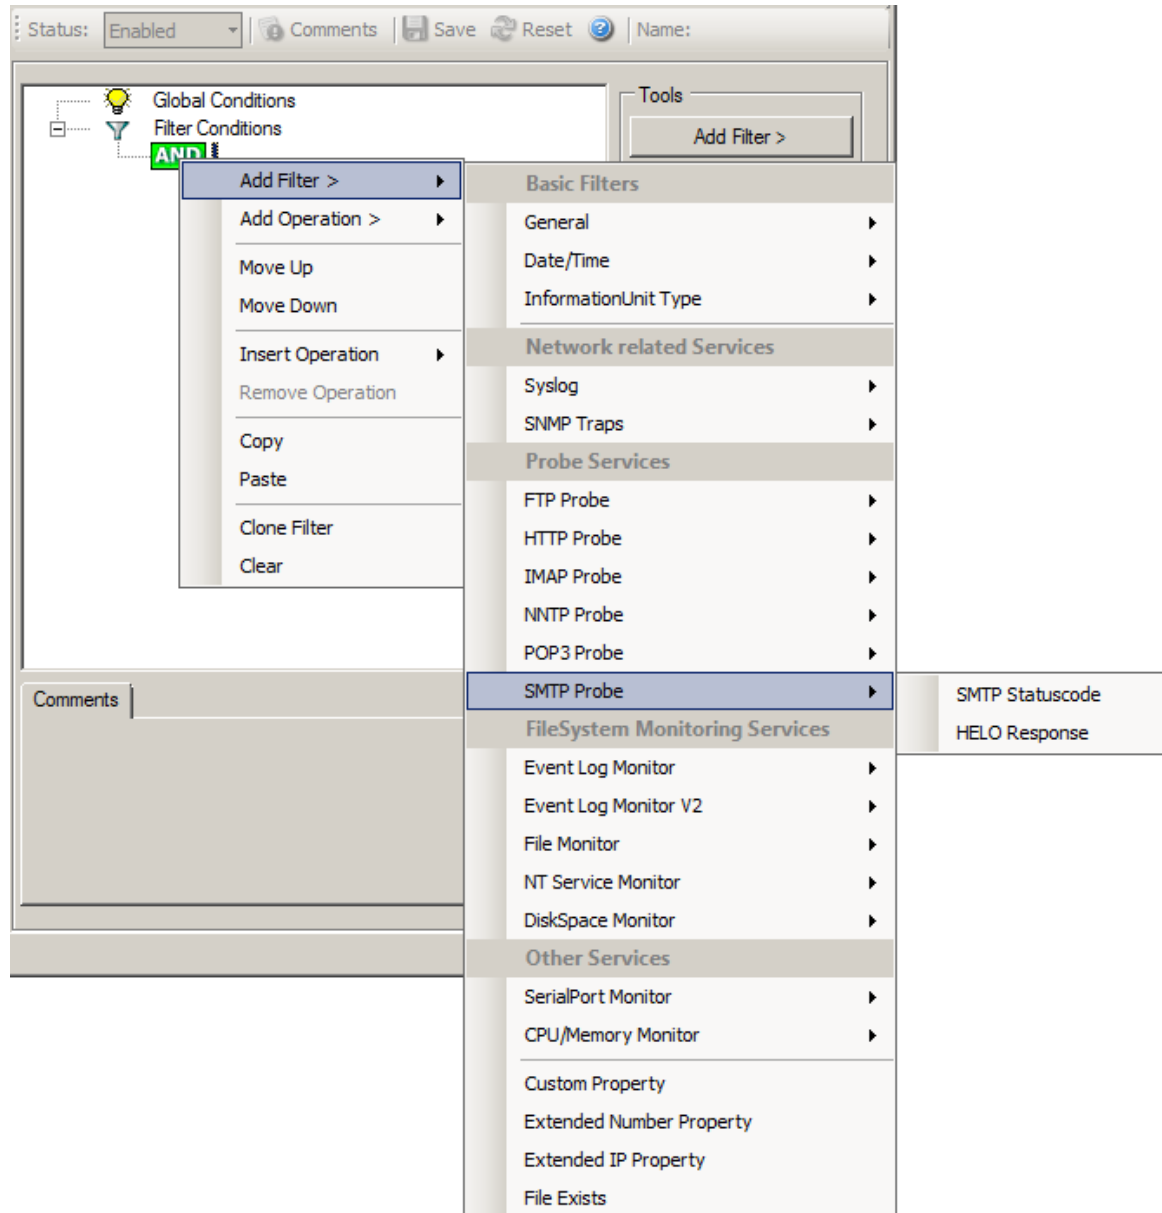 Status: Enabled Comments Save Reset Name:
Global Conditions
Filter Conditions
AND
Tools
Add Filter >
Add Filter >
Add Operation >
Move Up
Move Down
Insert Operation
Remove Operation
Copy
Paste
Clone Filter
Clear
Basic Filters
General
Date/Time
InformationUnit Type
Network related Services
Syslog
SNMP Traps
Probe Services
FTP Probe
HTTP Probe
IMAP Probe
NNTP Probe
POP3 Probe
SMTP Probe
FileSystem Monitoring Services
Event Log Monitor
Event Log Monitor V2
File Monitor
NT Service Monitor
DiskSpace Monitor
Other Services
SerialPort Monitor
CPU/Memory Monitor
Custom Property
Extended Number Property
Extended IP Property
File Exists
SMTP Statuscode
HELO Response
Comments